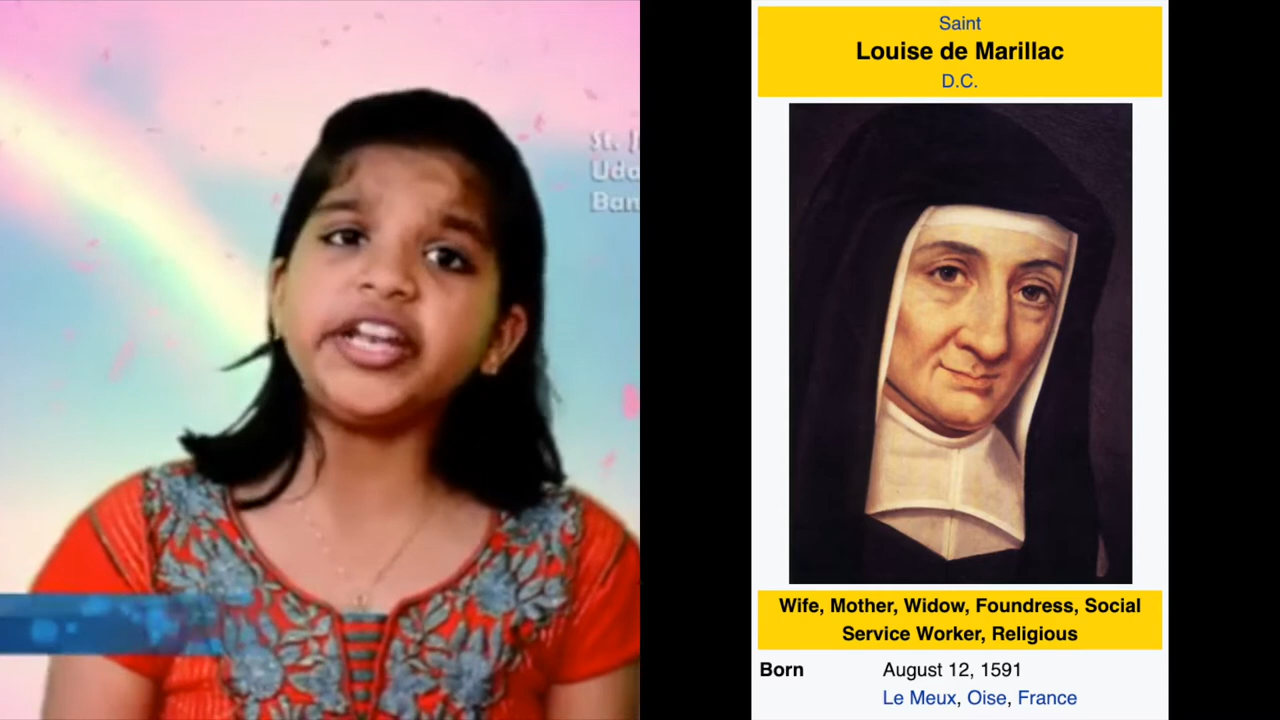 St.
Saint
Louise de Marillac
D.C.
Wife, Mother, Widow, Foundress, Social
Service Worker, Religious
Born August 12, 1591
Le Meux, Oise, France